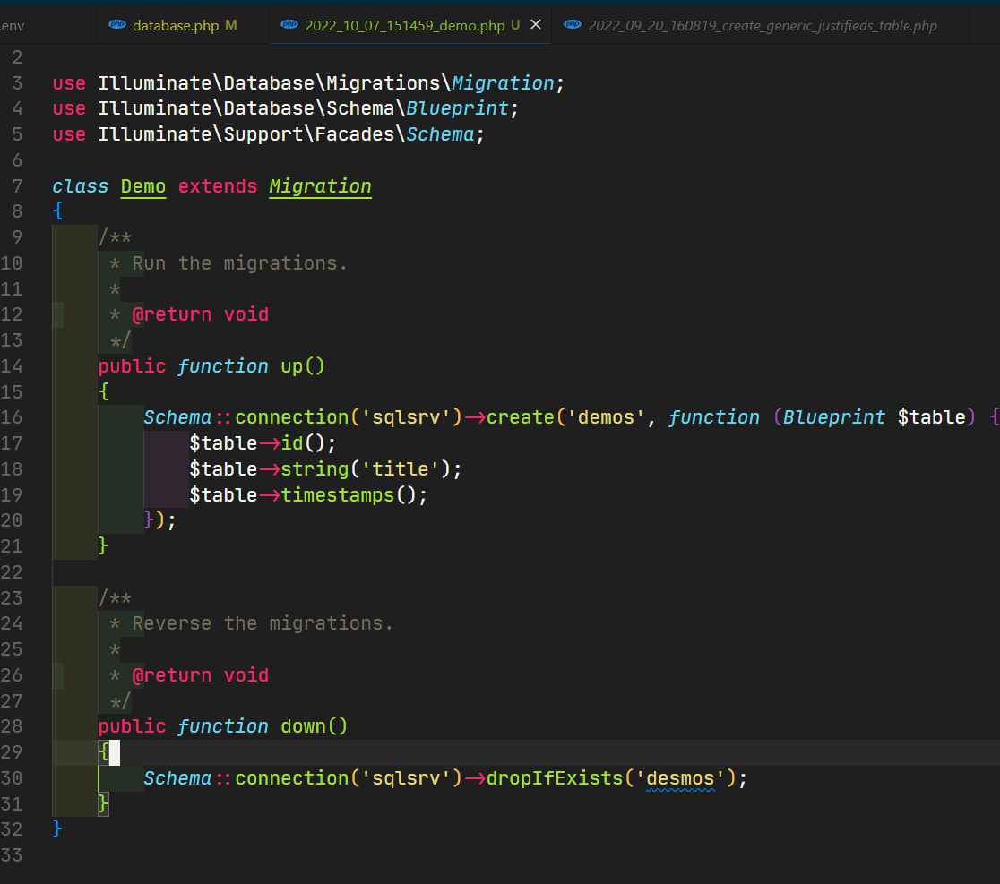 .env
php database.php M
php 2022_10_07_151459_demo.php U ×
php 2022_09_20_160819_create_generic_justifieds_table.php
2
3 use Illuminate\Database\Migrations\Migration;
4 use Illuminate\Database\Schema\Blueprint;
5 use Illuminate\Support\Facades\Schema;
6
7 class Demo extends Migration
8 {
9     /**
10      * Run the migrations.
11      *
12      * @return void
13      */
14     public function up()
15     {
16         Schema::connection('sqlsrv')->create('demos', function (Blueprint $table) {
17             $table->id();
18             $table->string('title');
19             $table->timestamps();
20         });
21     }
22
23     /**
24      * Reverse the migrations.
25      *
26      * @return void
27      */
28     public function down()
29     {
30         Schema::connection('sqlsrv')->dropIfExists('desmos');
31     }
32 }
33